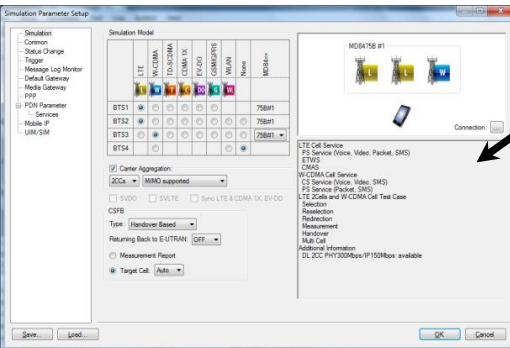 Simulation Parameter Setup
Simulation
Common
Status Change
Trigger
Message Log Monitor
Default Gateway
Media Gateway
PPP
PDN Parameter
Services
Mobile IP
UIM/SIM
Simulation Model
LTE
W-CDMA
TD-SCDMA
CDMA 1X
EV-DO
GSM/GPRS
WLAN
None
MD84xx
L W T C DO G WL
BTS1 75B#1
BTS2 75B#1
BTS3 75B#1
BTS4
Carrier Aggregation:
2CCs MIMO supported
SVDO SVLTE Sync LTE & CDMA 1X, EV-DO
CSFB
Type: Handover Based
Returning Back to E-UTRAN: OFF
Measurement Report
Target Cell: Auto
MD8475B #1
L L W
Connection: ...
LTE Cell Service
PS Service (Voice, Video, Packet, SMS)
ETWS
CMAS
W-CDMA Cell Service
CS Service (Voice, Video, SMS)
PS Service (Packet, SMS)
LTE 2Cells and W-CDMA Cell Test Case
Selection
Reselection
Redirection
Measurement
Handover
Multi Cell
Additional Information
DL 2CC PHY300Mbps/IP150Mbps available
Save... Load... OK Cancel